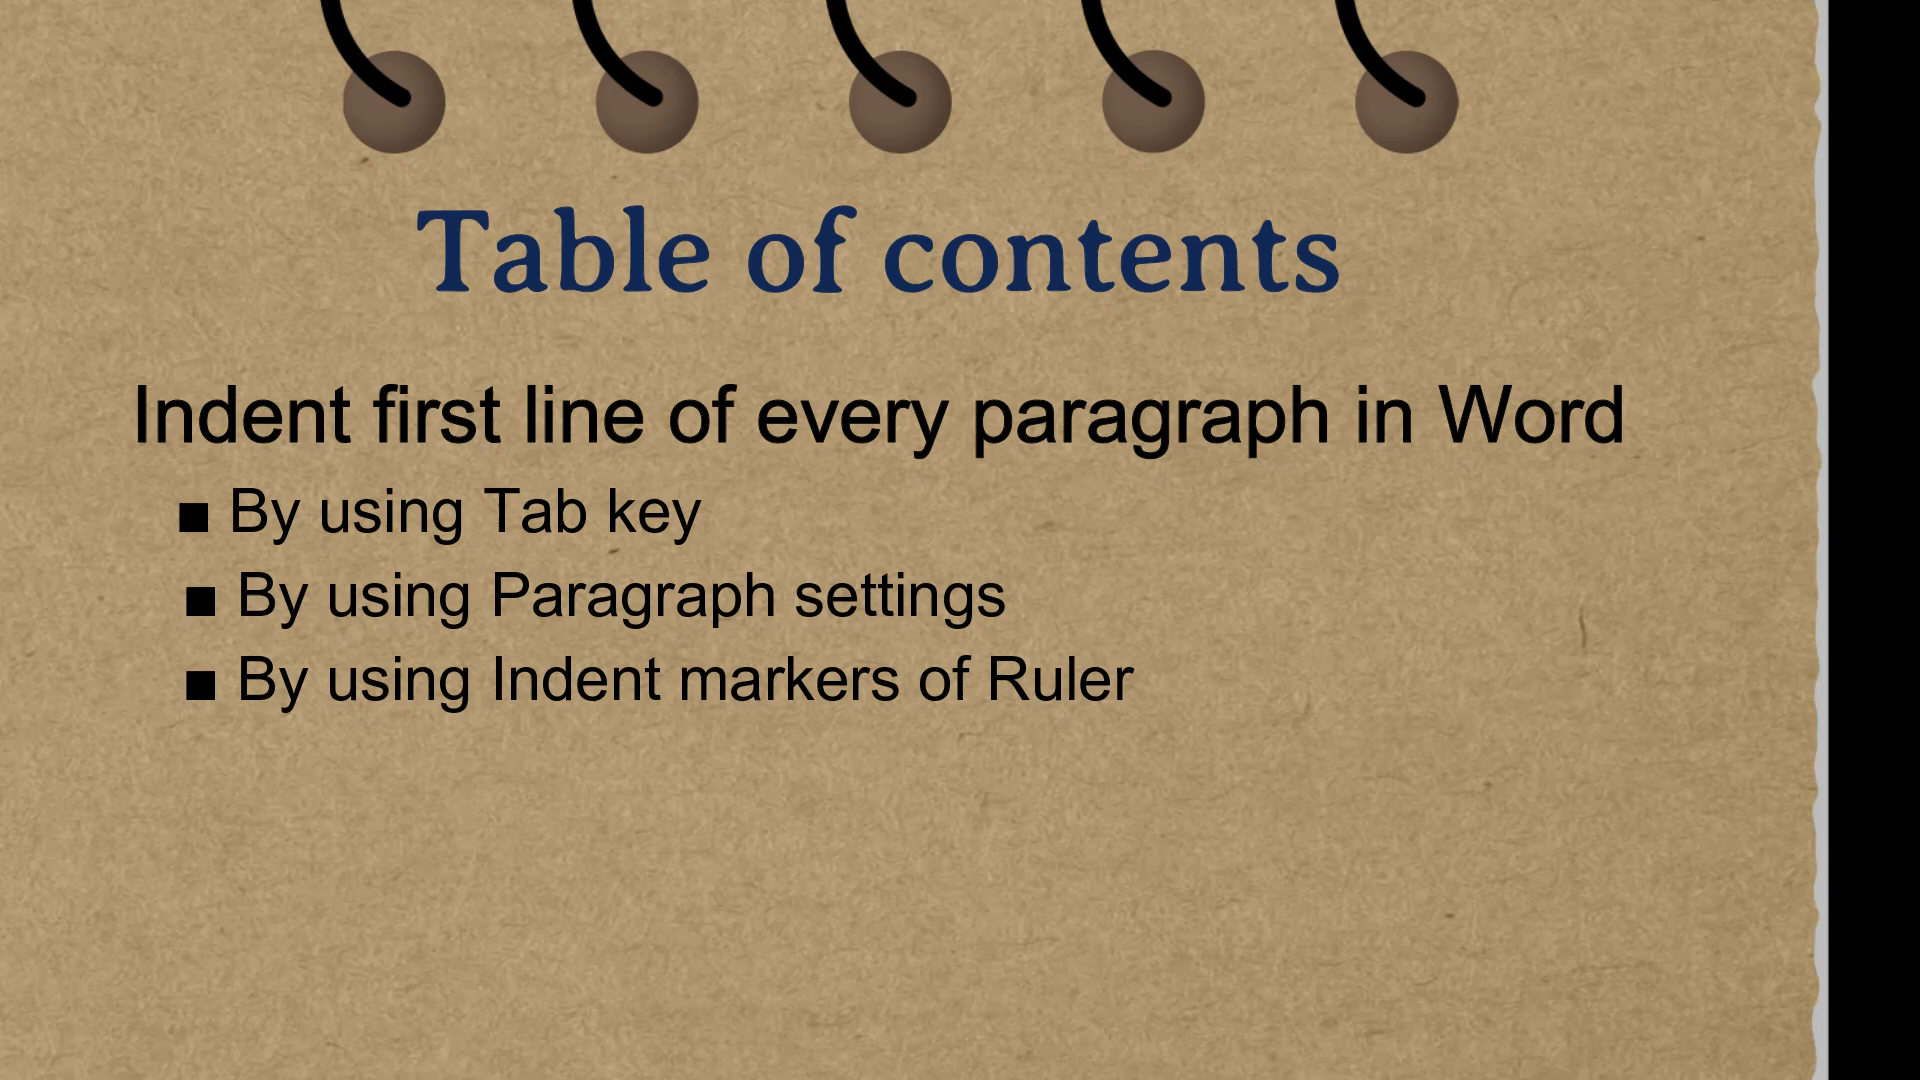 Table of contents
Indent first line of every paragraph in Word
■ By using Tab key
■ By using Paragraph settings
■ By using Indent markers of Ruler